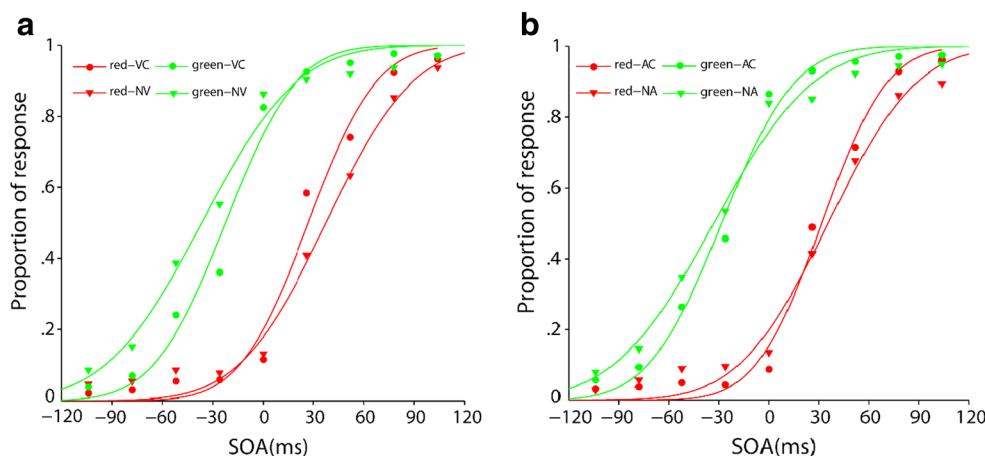 a
1
.8
.6
.4
.2
0
Proportion of response
red−VC
green−VC
red−NV
green−NV
−120 −90 −60 −30 0 30 60 90 120
SOA(ms)
b
1
.8
.6
.4
.2
0
Proportion of response
red−AC
green−AC
red−NA
green−NA
−120 −90 −60 −30 0 30 60 90 120
SOA(ms)